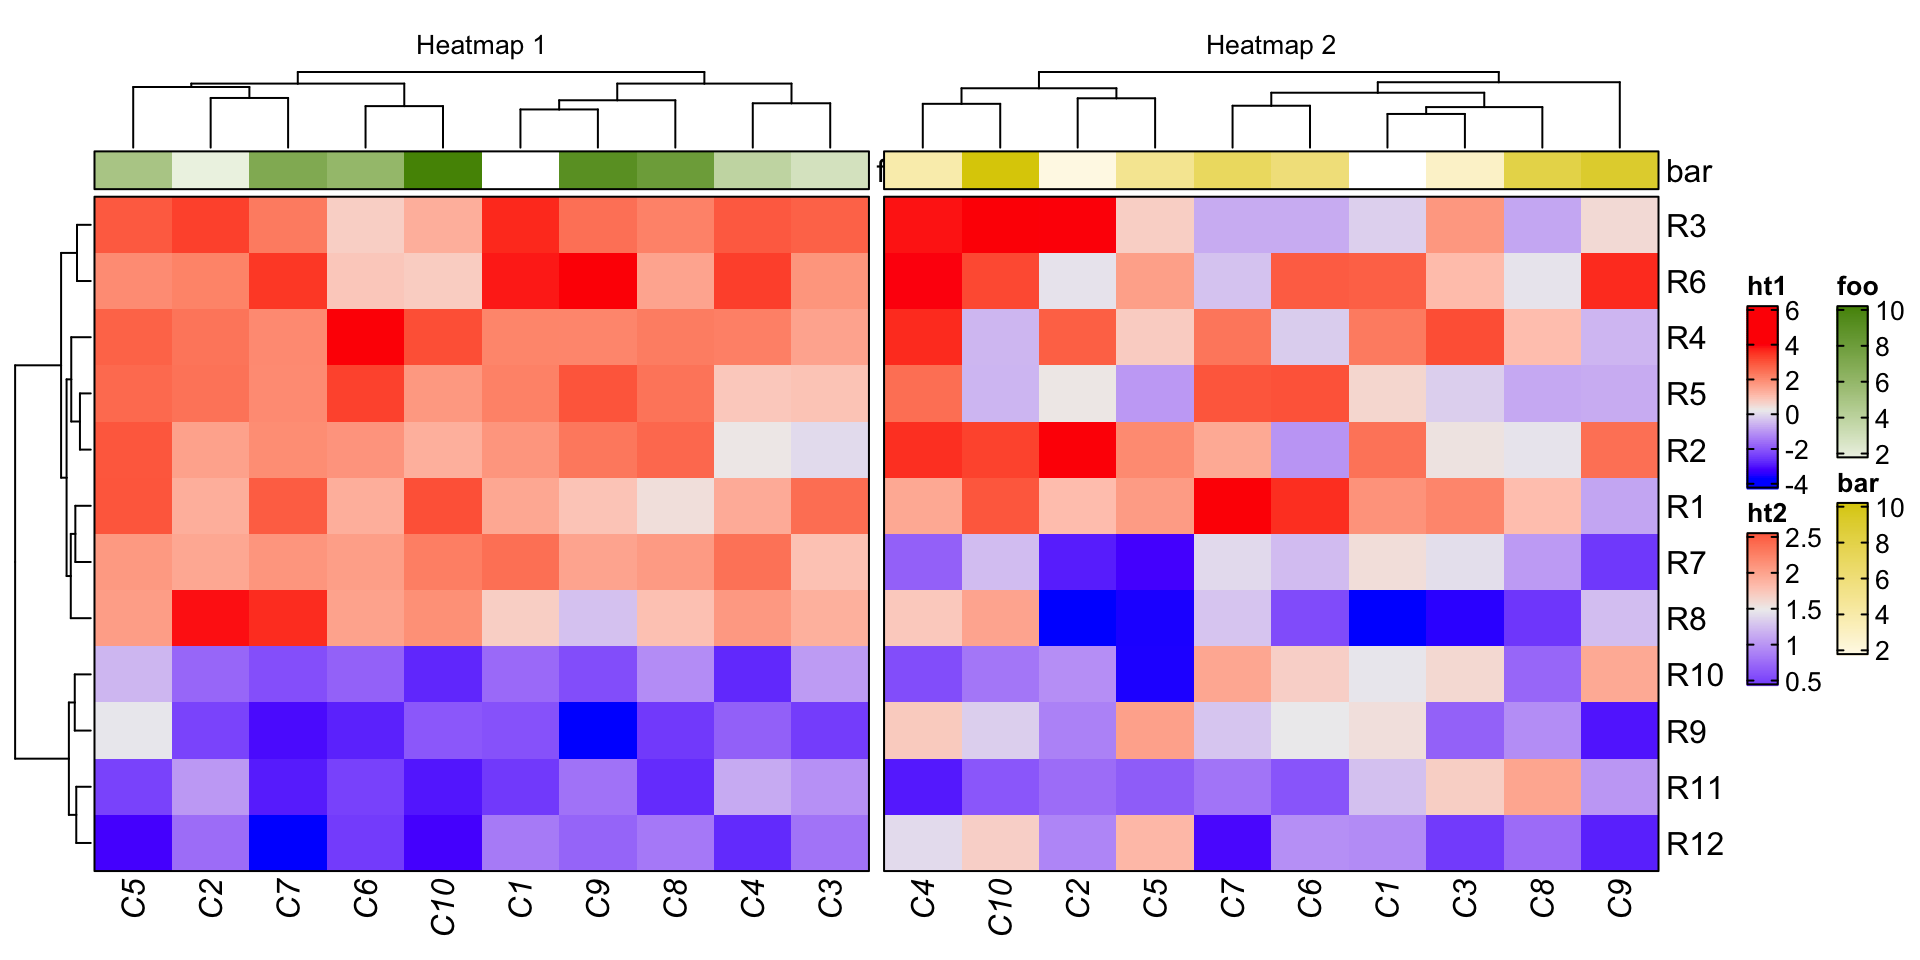 Heatmap 1
Heatmap 2
f
bar
R3
R6
R4
R5
R2
R1
R7
R8
R10
R9
R11
R12
C5 C2 C7 C6 C10 C1 C9 C8 C4 C3
C4 C10 C2 C5 C7 C6 C1 C3 C8 C9
ht1
6
4
2
0
-2
-4
ht2
2.5
2
1.5
1
0.5
foo
10
8
6
4
2
bar
10
8
6
4
2